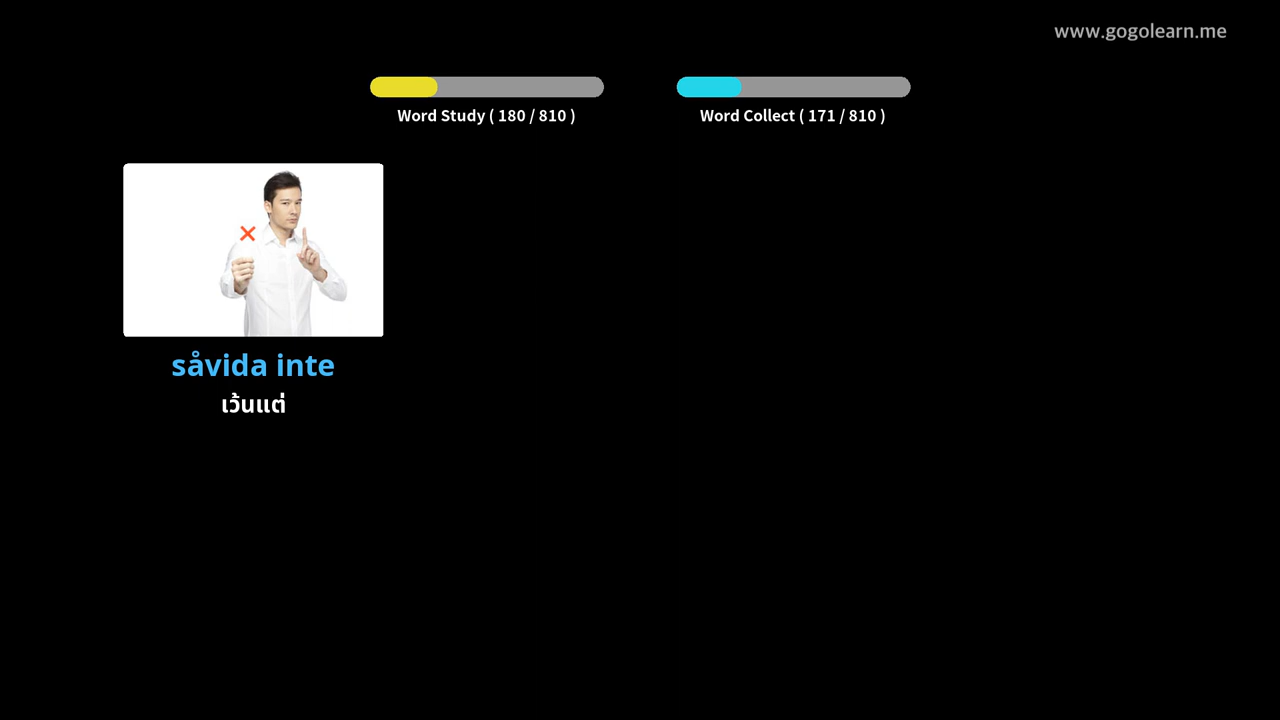 www.gogolearn.me
Word Study ( 180 / 810 )
Word Collect ( 171 / 810 )
såvida inte
เว้นแต่